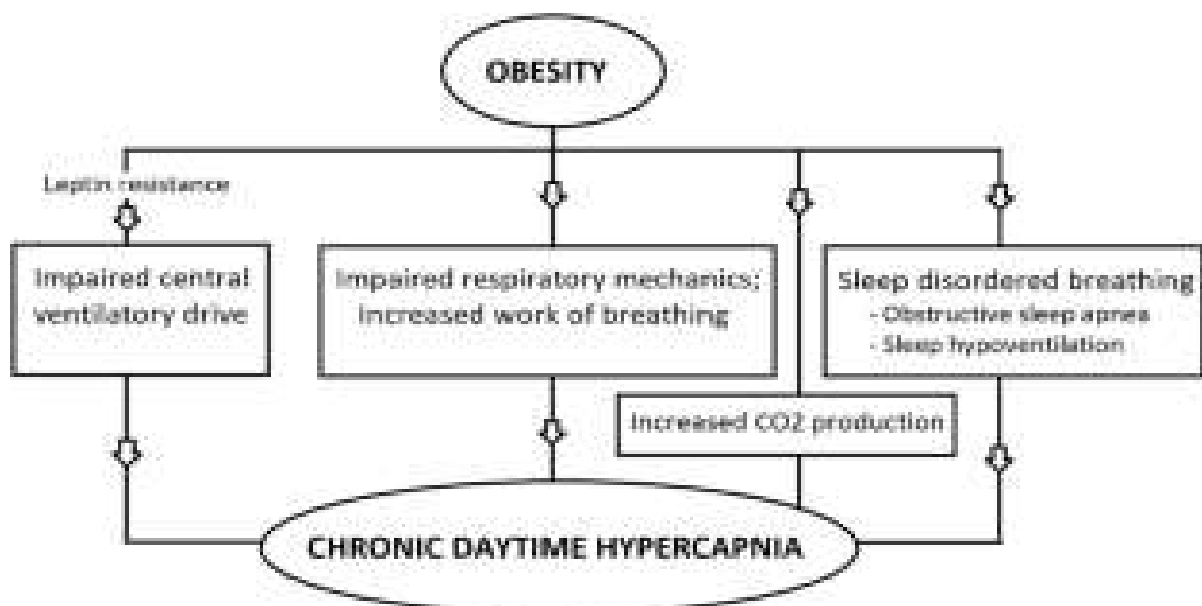 OBESITY
Leptin resistance
Impaired central
ventilatory drive
Impaired respiratory mechanics;
Increased work of breathing
Increased CO2 production
Sleep disordered breathing
- Obstructive sleep apnea
- Sleep hypoventilation
CHRONIC DAYTIME HYPERCAPNIA